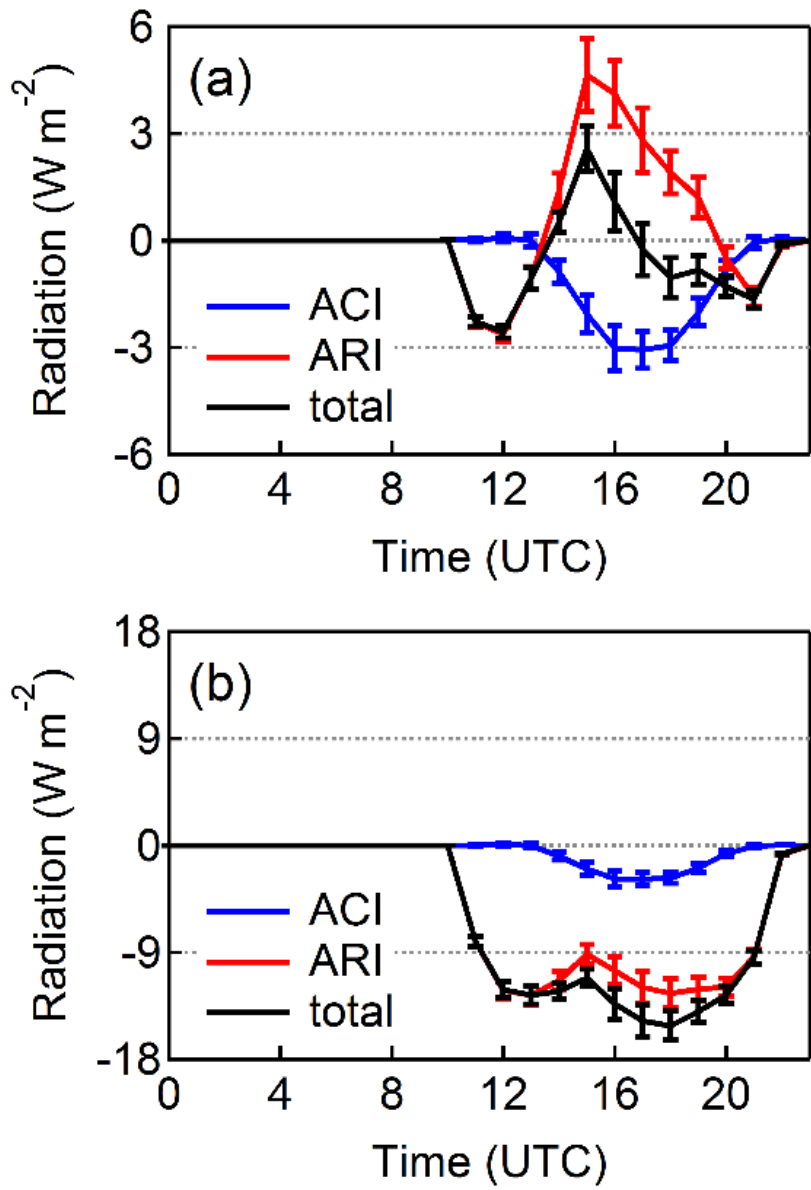 (a)
Radiation (W m⁻²)
6
3
0
-3
-6
ACI
ARI
total
0 4 8 12 16 20
Time (UTC)
(b)
Radiation (W m⁻²)
18
9
0
-9
-18
ACI
ARI
total
0 4 8 12 16 20
Time (UTC)